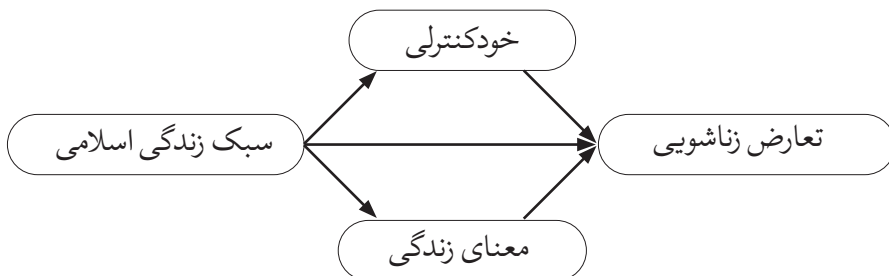 خودکنترلی
سبک زندگی اسلامی
تعارض زناشویی
معنای زندگی